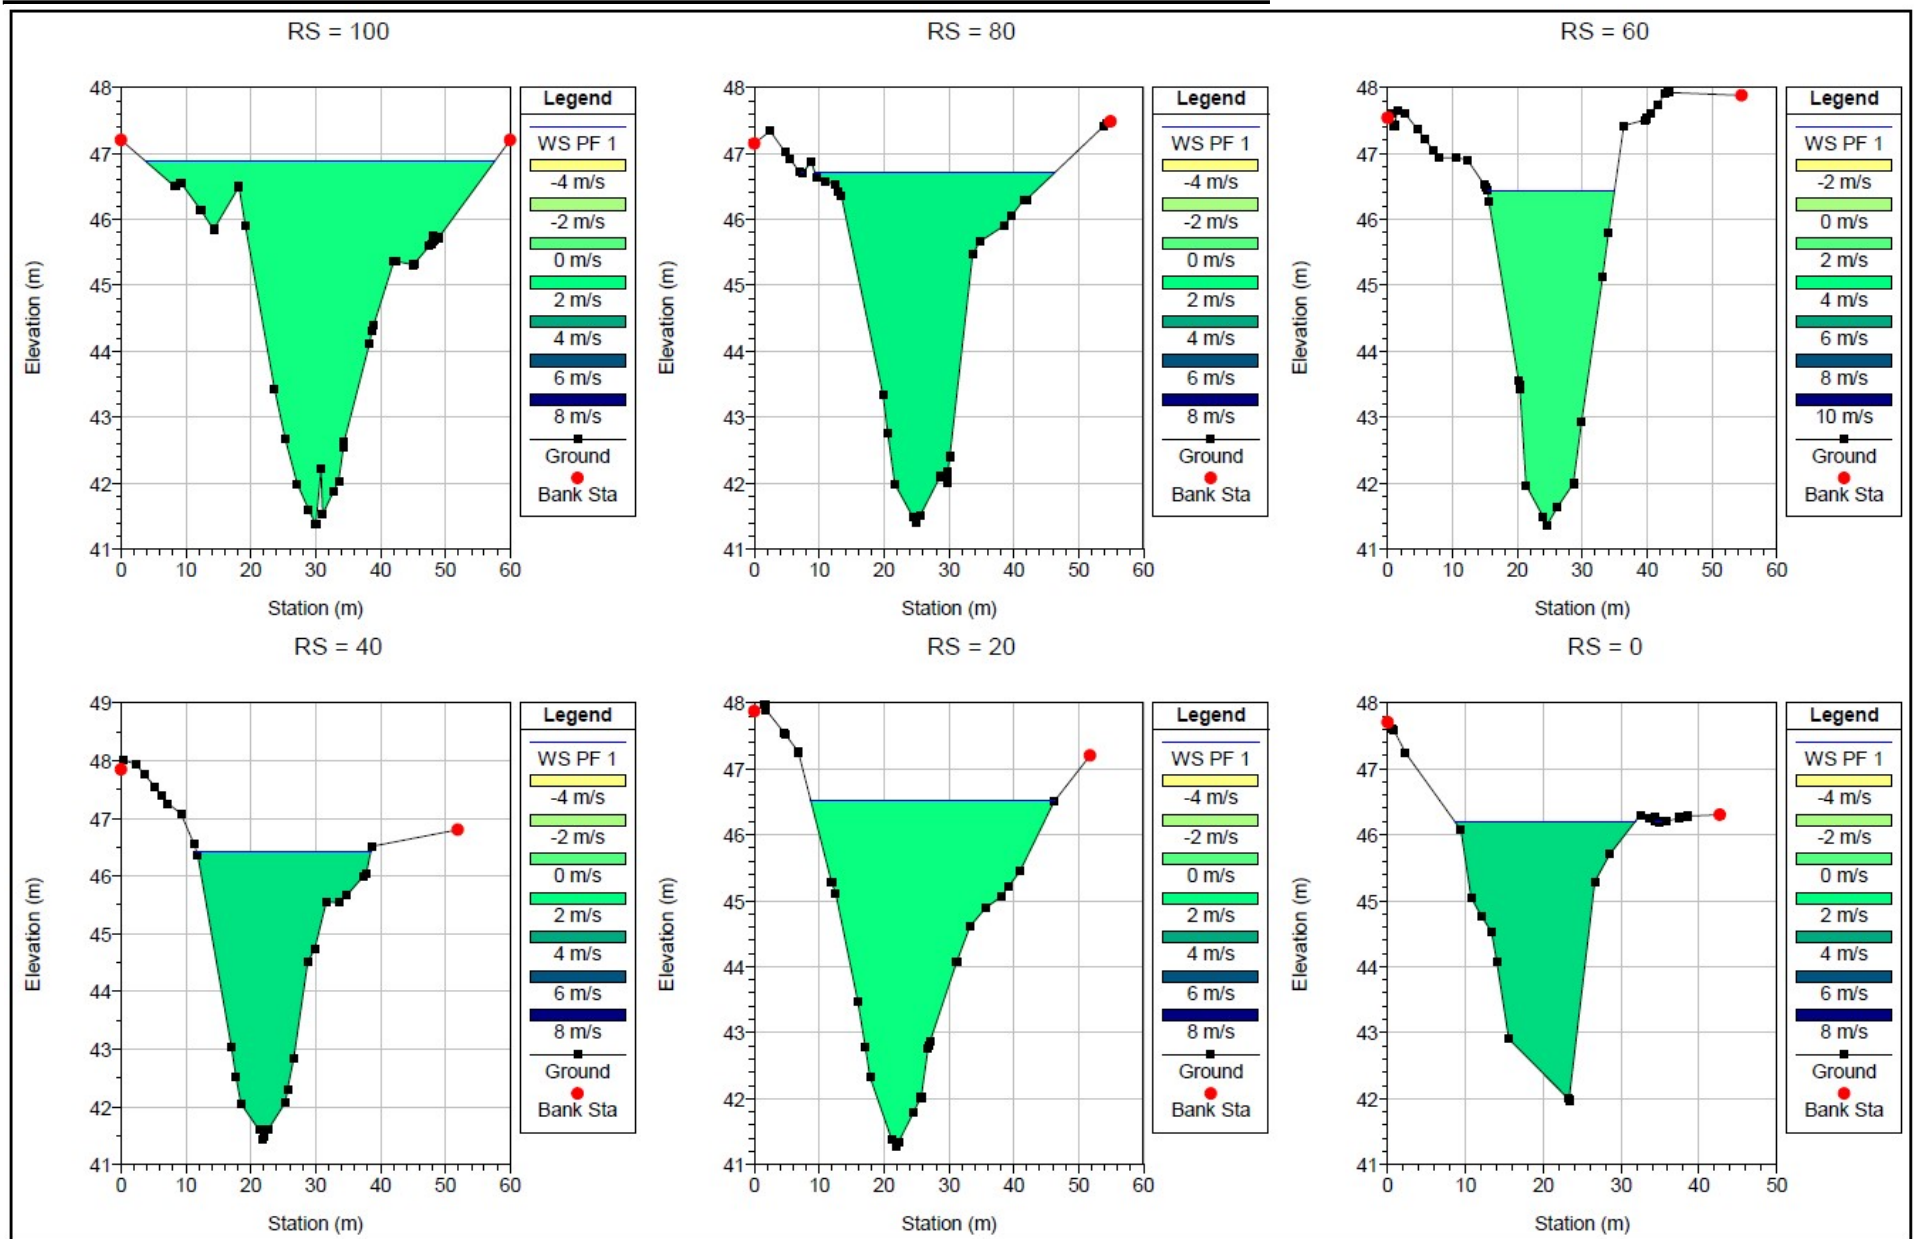 RS = 100
48
47
46
45
44
43
42
41
Elevation (m)
0 10 20 30 40 50 60
Station (m)
Legend
WS PF 1
-4 m/s
-2 m/s
0 m/s
2 m/s
4 m/s
6 m/s
8 m/s
Ground
Bank Sta
RS = 80
48
47
46
45
44
43
42
41
Elevation (m)
0 10 20 30 40 50 60
Station (m)
Legend
WS PF 1
-4 m/s
-2 m/s
0 m/s
2 m/s
4 m/s
6 m/s
8 m/s
Ground
Bank Sta
RS = 60
48
47
46
45
44
43
42
41
Elevation (m)
0 10 20 30 40 50 60
Station (m)
Legend
WS PF 1
-2 m/s
0 m/s
2 m/s
4 m/s
6 m/s
8 m/s
10 m/s
Ground
Bank Sta
RS = 40
49
48
47
46
45
44
43
42
41
Elevation (m)
0 10 20 30 40 50 60
Station (m)
Legend
WS PF 1
-4 m/s
-2 m/s
0 m/s
2 m/s
4 m/s
6 m/s
8 m/s
Ground
Bank Sta
RS = 20
48
47
46
45
44
43
42
41
Elevation (m)
0 10 20 30 40 50 60
Station (m)
Legend
WS PF 1
-4 m/s
-2 m/s
0 m/s
2 m/s
4 m/s
6 m/s
8 m/s
Ground
Bank Sta
RS = 0
48
47
46
45
44
43
42
41
Elevation (m)
0 10 20 30 40 50
Station (m)
Legend
WS PF 1
-4 m/s
-2 m/s
0 m/s
2 m/s
4 m/s
6 m/s
8 m/s
Ground
Bank Sta